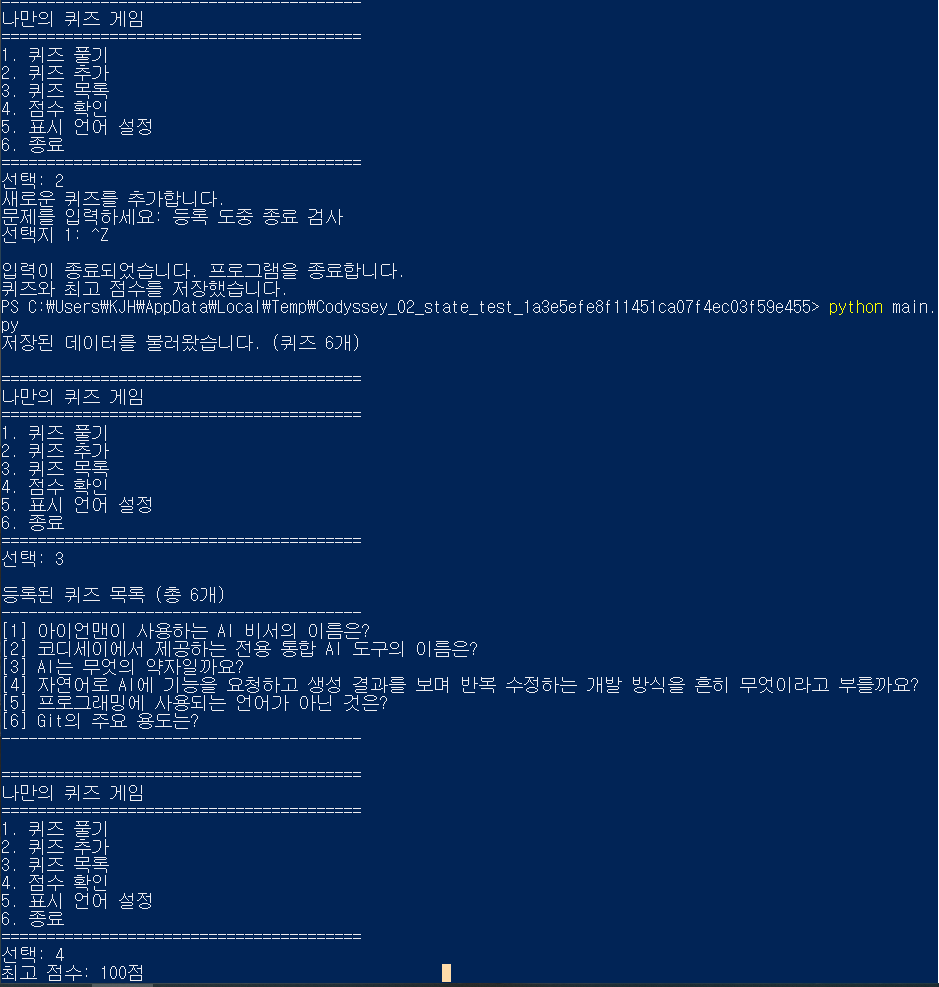 ========================================
나만의 퀴즈 게임
========================================
1. 퀴즈 풀기
2. 퀴즈 추가
3. 퀴즈 목록
4. 점수 확인
5. 표시 언어 설정
6. 종료
========================================
선택: 2
새로운 퀴즈를 추가합니다.
문제를 입력하세요: 등록 도중 종료 검사
선택지 1: ^Z
입력이 종료되었습니다. 프로그램을 종료합니다.
퀴즈와 최고 점수를 저장했습니다.
PS C:\Users\KJH\AppData\Local\Temp\Codyssey_02_state_test_1a3e5efe8f11451ca07f4ec03f59e455> python main.
py
저장된 데이터를 불러왔습니다. (퀴즈 6개)
========================================
나만의 퀴즈 게임
========================================
1. 퀴즈 풀기
2. 퀴즈 추가
3. 퀴즈 목록
4. 점수 확인
5. 표시 언어 설정
6. 종료
========================================
선택: 3
등록된 퀴즈 목록 (총 6개)
----------------------------------------
[1] 아이언맨이 사용하는 AI 비서의 이름은?
[2] 코디세이에서 제공하는 전용 통합 AI 도구의 이름은?
[3] AI는 무엇의 약자일까요?
[4] 자연어로 AI에 기능을 요청하고 생성 결과를 보며 반복 수정하는 개발 방식을 흔히 무엇이라고 부를까요?
[5] 프로그래밍에 사용되는 언어가 아닌 것은?
[6] Git의 주요 용도는?
----------------------------------------
========================================
나만의 퀴즈 게임
========================================
1. 퀴즈 풀기
2. 퀴즈 추가
3. 퀴즈 목록
4. 점수 확인
5. 표시 언어 설정
6. 종료
========================================
선택: 4
최고 점수: 100점